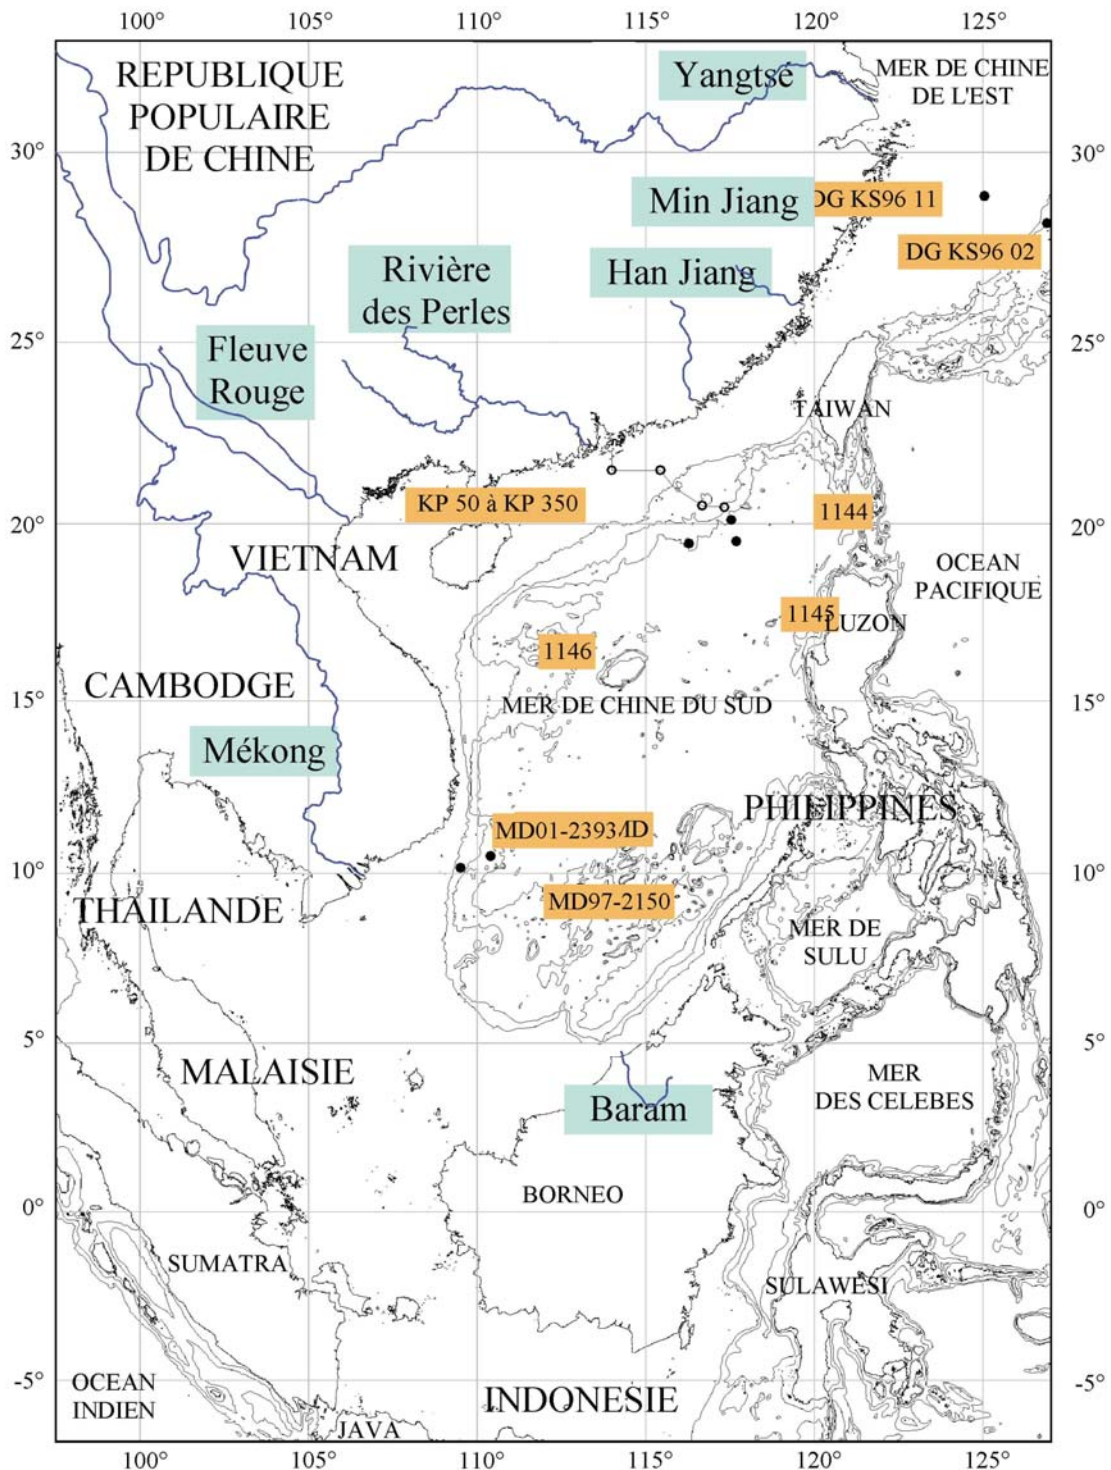 100° 105° 110° 115° 120° 125°
REPUBLIQUE
POPULAIRE
DE CHINE
Yangtse
MER DE CHINE
DE L'EST
30° 30°
Min Jiang
DG KS96 11
DG KS96 02
Han Jiang
Rivière
des Perles
Fleuve
Rouge
25° 25°
TAIWAN
KP 50 à KP 350
1144
20° 20°
VIETNAM
OCEAN
PACIFIQUE
1145
LUZON
1146
CAMBODGE
MER DE CHINE DU SUD
15° 15°
Mékong
PHILIPPINES
MD01-2393 MD
10° 10°
MD97-2150
THAILANDE
MER DE
SULU
5° 5°
MALAISIE
MER
DES CELEBES
Baram
BORNEO
0° 0°
SUMATRA
SULAWESI
-5° -5°
OCEAN
INDIEN
INDONESIE
JAVA
100° 105° 110° 115° 120° 125°